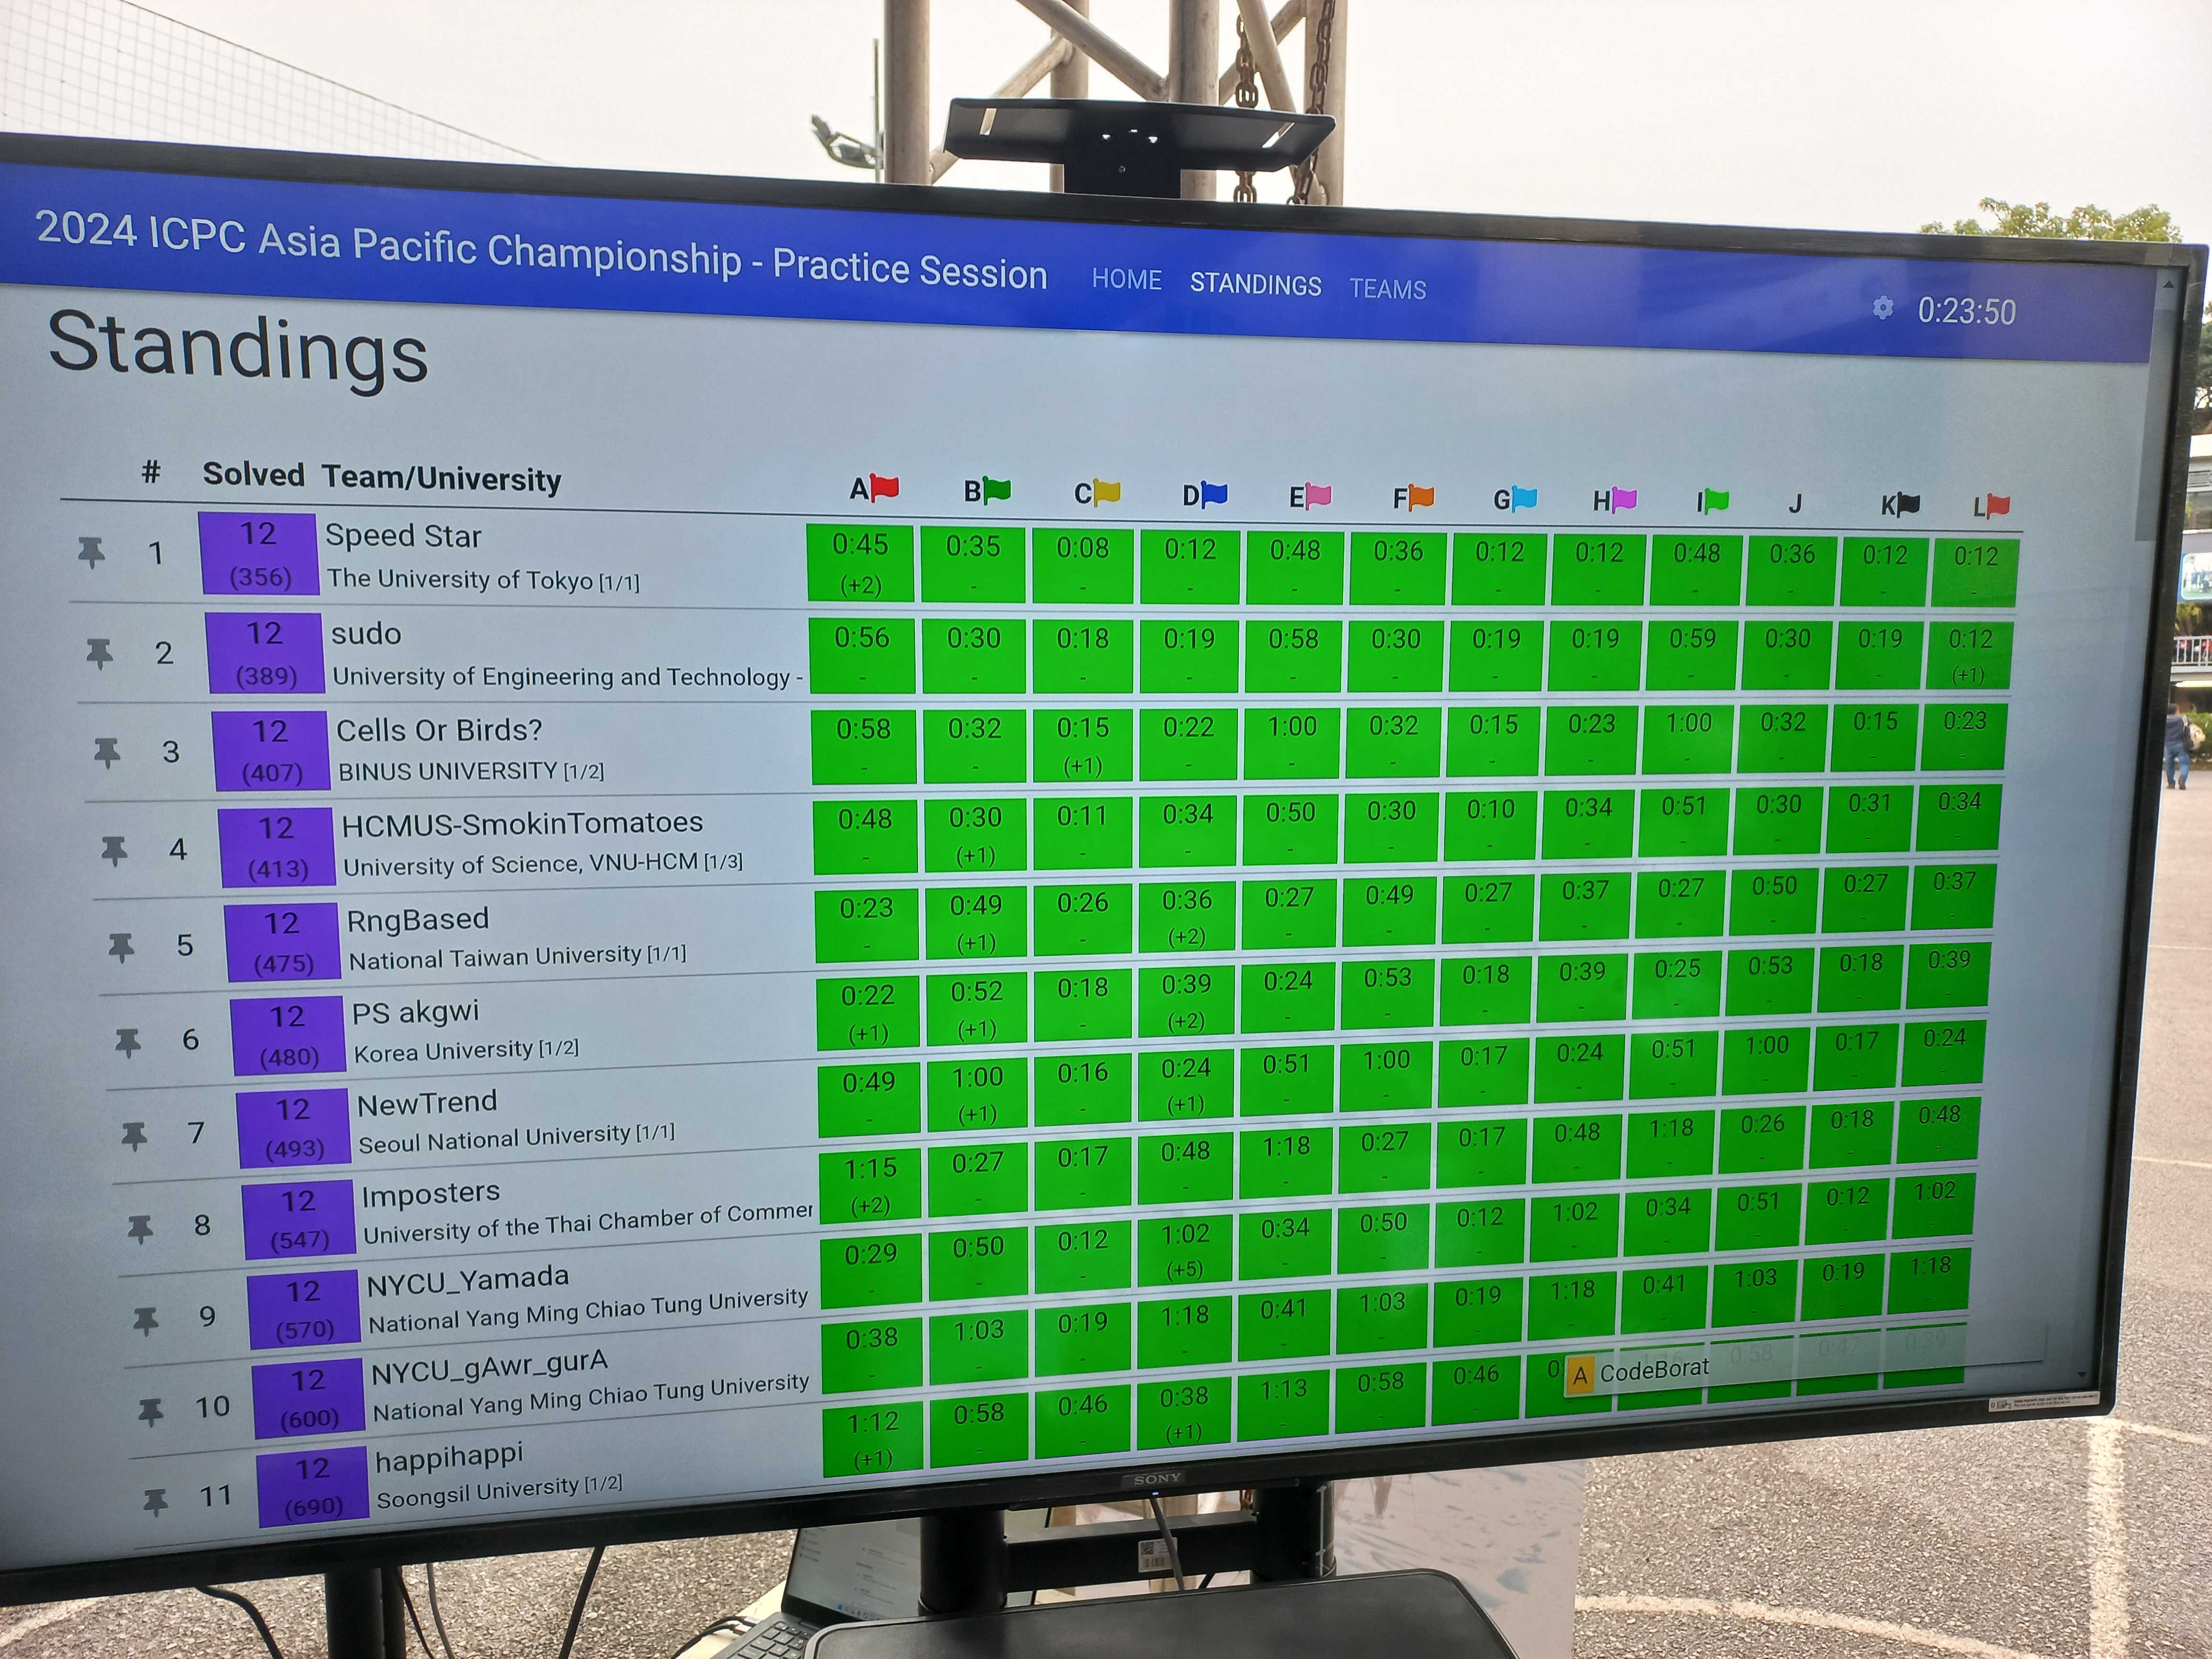 2024 ICPC Asia Pacific Championship - Practice Session HOME STANDINGS TEAMS 0:23:50
Standings
# Solved Team/University A B C D E F G H I J K L
1 12 Speed Star 0:45 0:35 0:08 0:12 0:48 0:36 0:12 0:12 0:48 0:36 0:12 0:12
(356) The University of Tokyo [1/1] (+2) - - - - - - - - - - -
2 12 sudo 0:56 0:30 0:18 0:19 0:58 0:30 0:19 0:19 0:59 0:30 0:19 0:12
(389) University of Engineering and Technology - - - - - - - - - - - - (+1)
3 12 Cells Or Birds? 0:58 0:32 0:15 0:22 1:00 0:32 0:15 0:23 1:00 0:32 0:15 0:23
(407) BINUS UNIVERSITY [1/2] - - (+1) - - - - - - - - -
4 12 HCMUS-SmokinTomatoes 0:48 0:30 0:11 0:34 0:50 0:30 0:10 0:34 0:51 0:30 0:31 0:34
(413) University of Science, VNU-HCM [1/3] - (+1) - - - - - - - - - -
5 12 RngBased 0:23 0:49 0:26 0:36 0:27 0:49 0:27 0:37 0:27 0:50 0:27 0:37
(475) National Taiwan University [1/1] - (+1) - (+2) - - - - - - - -
6 12 PS akgwi 0:22 0:52 0:18 0:39 0:24 0:53 0:18 0:39 0:25 0:53 0:18 0:39
(480) Korea University [1/2] (+1) (+1) - (+2) - - - - - - - -
7 12 NewTrend 0:49 1:00 0:16 0:24 0:51 1:00 0:17 0:24 0:51 1:00 0:17 0:24
(493) Seoul National University [1/1] - (+1) - (+1) - - - - - - - -
8 12 Imposters 1:15 0:27 0:17 0:48 1:18 0:27 0:17 0:48 1:18 0:26 0:18 0:48
(547) University of the Thai Chamber of Commer (+2) - - - - - - - - - - -
9 12 NYCU_Yamada 0:29 0:50 0:12 1:02 0:34 0:50 0:12 1:02 0:34 0:51 0:12 1:02
(570) National Yang Ming Chiao Tung University - - - (+5) - - - - - - - -
10 12 NYCU_gAwr_gurA 0:38 1:03 0:19 1:18 0:41 1:03 0:19 1:18 0:41 1:03 0:19 1:18
(600) National Yang Ming Chiao Tung University - - - - - - - - - - - -
11 12 happihappi 1:12 0:58 0:46 0:38 1:13 0:58 0:46
(690) Soongsil University [1/2] (+1) - - (+1) - - -
A CodeBorat
SONY